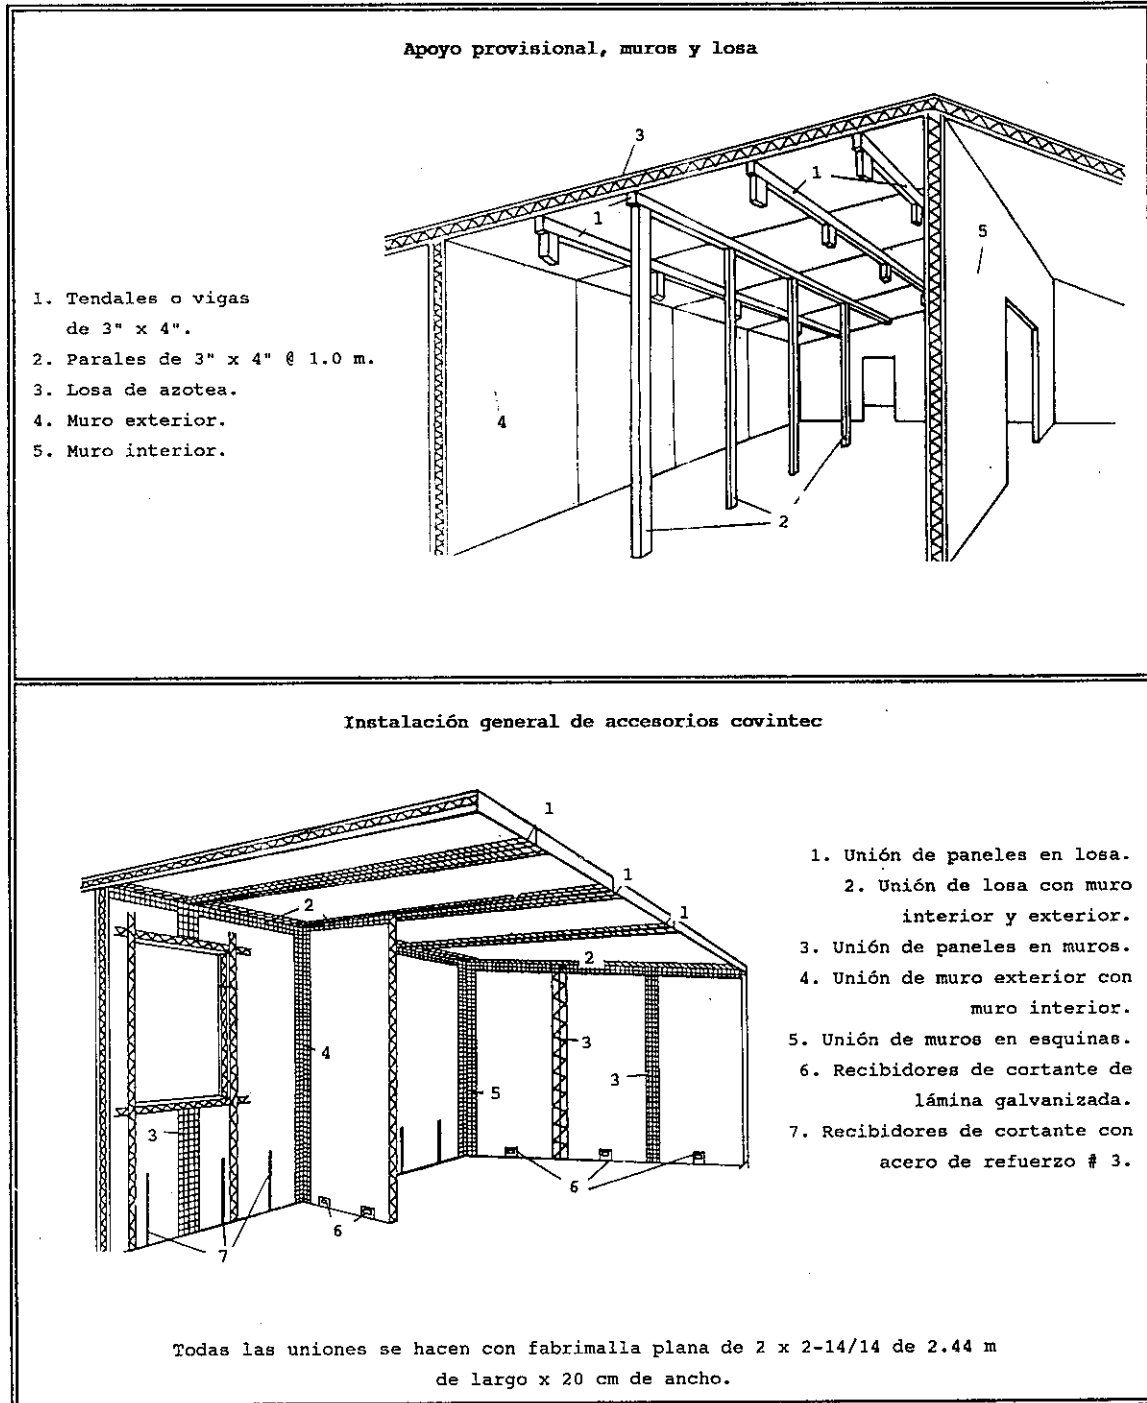 Apoyo provisional, muros y losa
3
1
1
5
1. Tendales o vigas
de 3" x 4".
2. Parales de 3" x 4" @ 1.0 m.
3. Losa de azotea.
4. Muro exterior.
5. Muro interior.
4
2
Instalación general de accesorios covintec
1
1
1
2
2
3
4
3
3
5
6
6
7
1. Unión de paneles en losa.
2. Unión de losa con muro
interior y exterior.
3. Unión de paneles en muros.
4. Unión de muro exterior con
muro interior.
5. Unión de muros en esquinas.
6. Recibidores de cortante de
lámina galvanizada.
7. Recibidores de cortante con
acero de refuerzo # 3.
Todas las uniones se hacen con fabrimalla plana de 2 x 2-14/14 de 2.44 m
de largo x 20 cm de ancho.